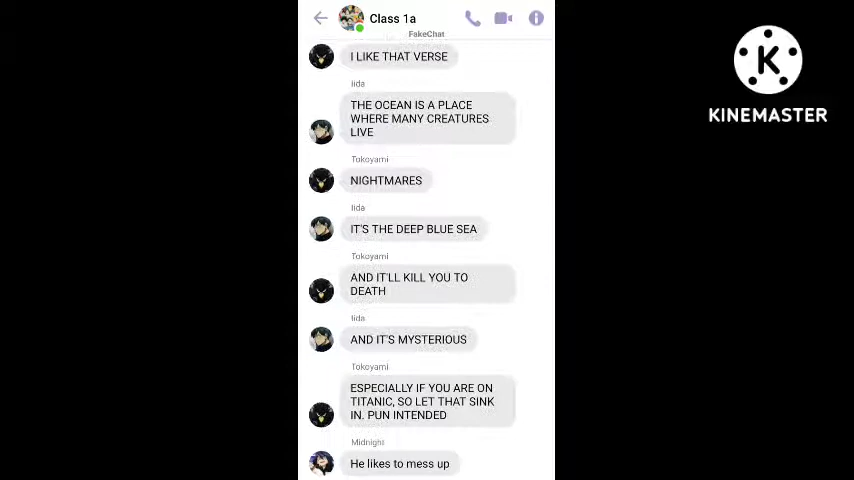 Class 1a
FakeChat
I LIKE THAT VERSE
Iida
THE OCEAN IS A PLACE
WHERE MANY CREATURES
LIVE
Tokoyami
NIGHTMARES
Iida
IT'S THE DEEP BLUE SEA
Tokoyami
AND IT'LL KILL YOU TO
DEATH
Iida
AND IT'S MYSTERIOUS
Tokoyami
ESPECIALLY IF YOU ARE ON
TITANIC, SO LET THAT SINK
IN. PUN INTENDED
Midnight
He likes to mess up
K
KINEMASTER